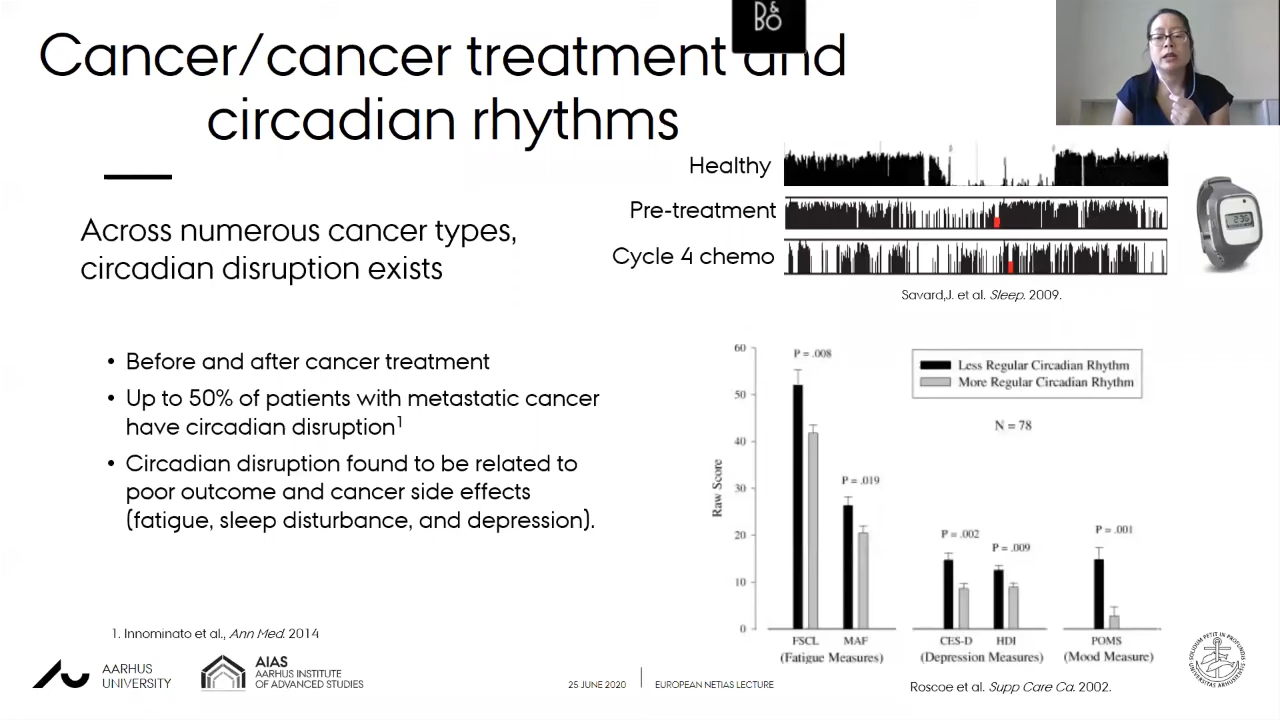 B&O
Cancer/cancer treatment and
circadian rhythms
Healthy
Pre-treatment
Cycle 4 chemo
Savard,J. et al. Sleep. 2009.
Across numerous cancer types,
circadian disruption exists
• Before and after cancer treatment
• Up to 50% of patients with metastatic cancer
have circadian disruption1
• Circadian disruption found to be related to
poor outcome and cancer side effects
(fatigue, sleep disturbance, and depression).
Less Regular Circadian Rhythm
More Regular Circadian Rhythm
N = 78
Raw Score
60
50
40
30
20
10
0
P = .008
P = .019
P = .002
P = .009
P = .001
FSCL MAF CES-D HDI POMS
(Fatigue Measures) (Depression Measures) (Mood Measure)
Roscoe et al. Supp Care Ca. 2002.
1. Innominato et al., Ann Med. 2014
AARHUS
UNIVERSITY
AIAS
AARHUS INSTITUTE
OF ADVANCED STUDIES
25 JUNE 2020
EUROPEAN NETIAS LECTURE